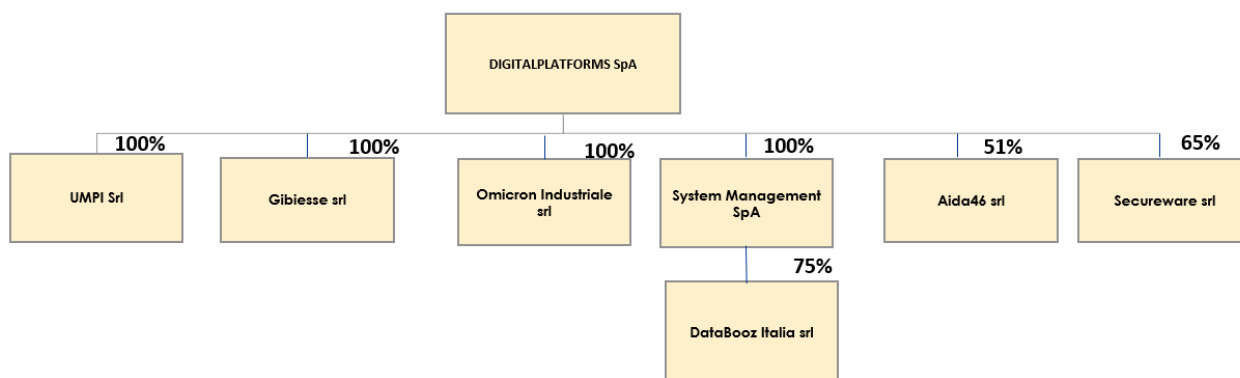 DIGITALPLATFORMS SpA
100%
100%
100%
100%
51%
65%
UMPI Srl
Gibiesse srl
Omicron Industriale
srl
System Management
SpA
Aida46 srl
Secureware srl
75%
DataBooz Italia srl